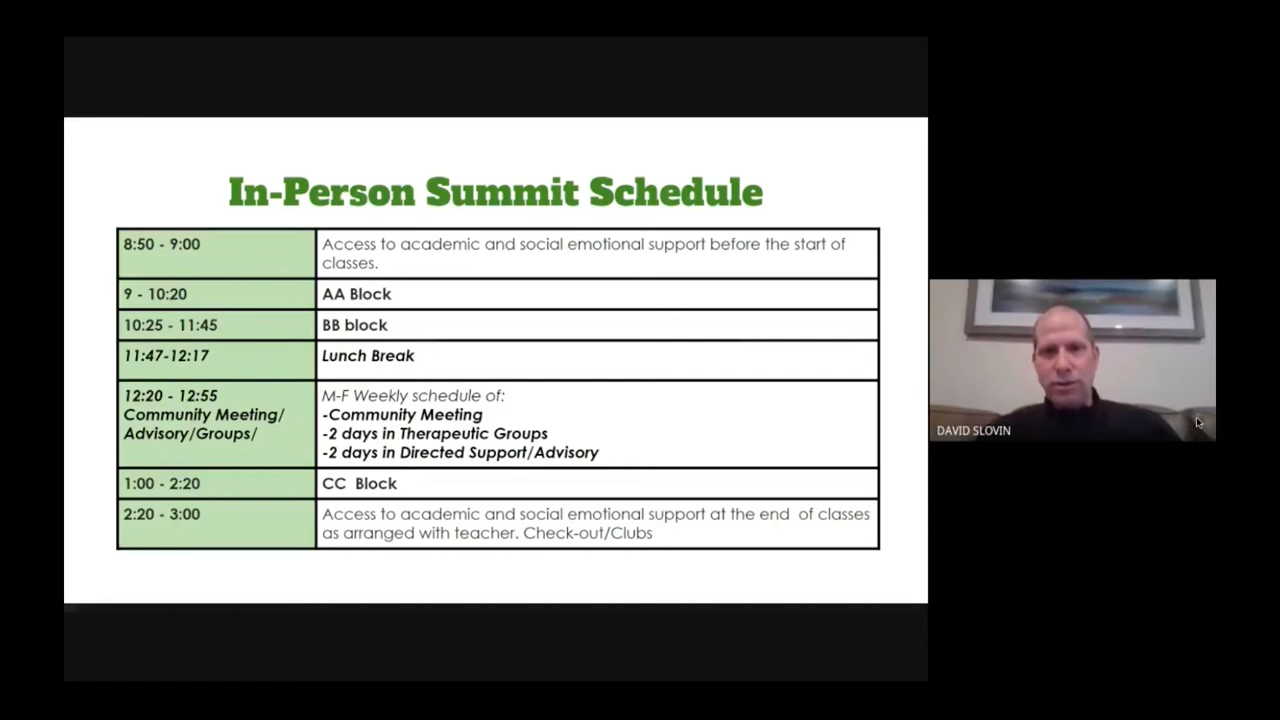 In-Person Summit Schedule
8:50 - 9:00
Access to academic and social emotional support before the start of
classes.
9 - 10:20
AA Block
10:25 - 11:45
BB block
11:47-12:17
Lunch Break
12:20 - 12:55
Community Meeting/
Advisory/Groups/
M-F Weekly schedule of:
-Community Meeting
-2 days in Therapeutic Groups
-2 days in Directed Support/Advisory
1:00 - 2:20
CC  Block
2:20 - 3:00
Access to academic and social emotional support at the end  of classes
as arranged with teacher. Check-out/Clubs
DAVID SLOVIN